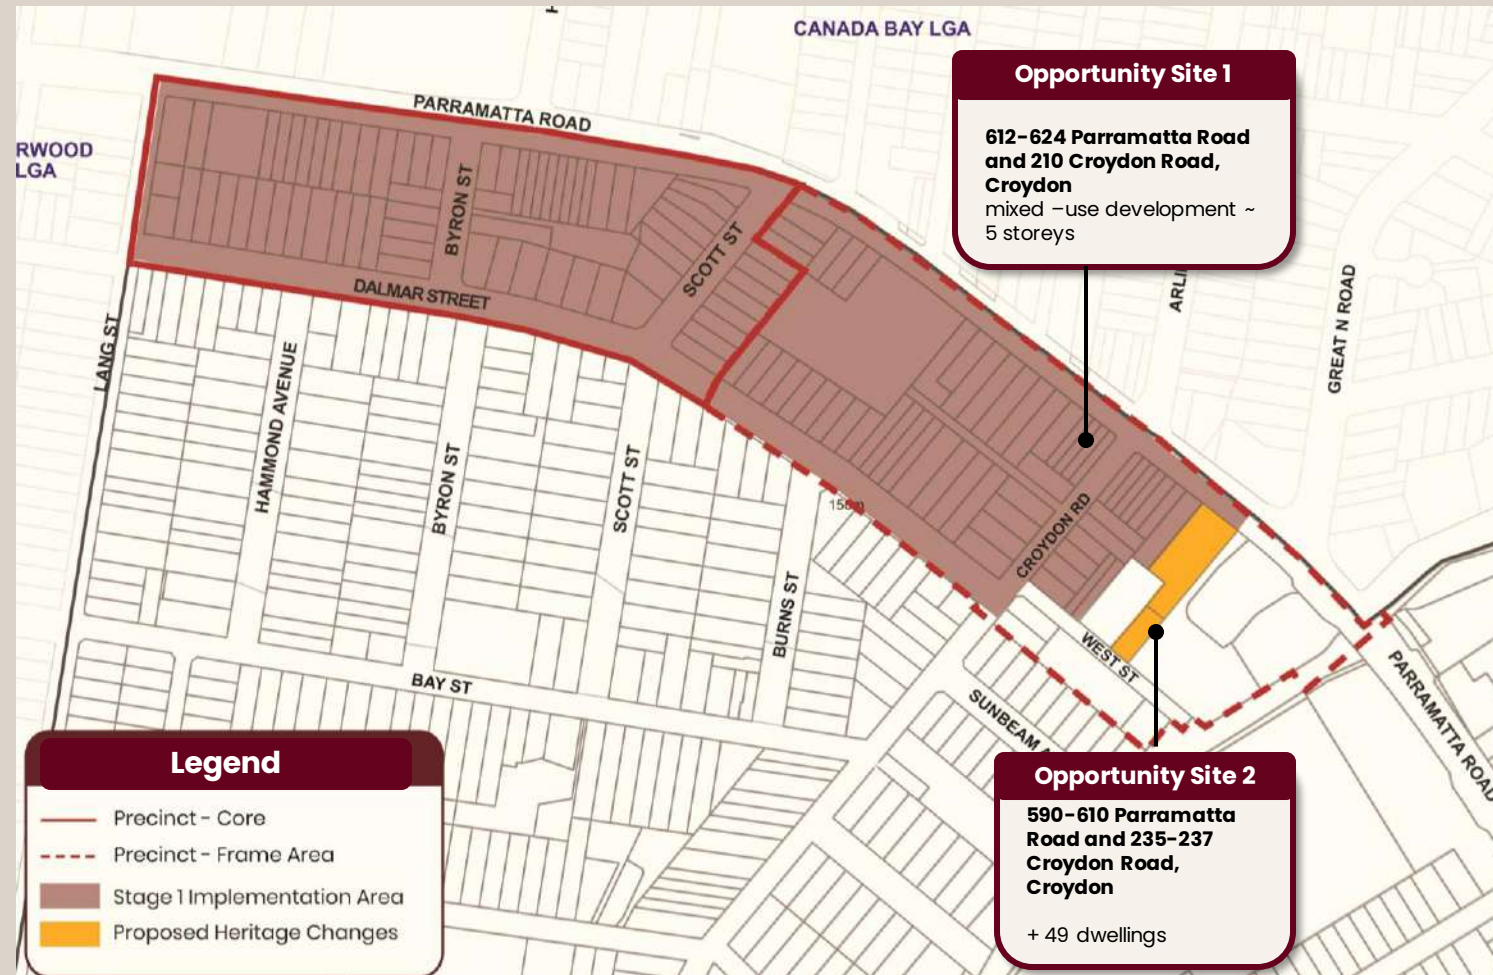 CANADA BAY LGA
Opportunity Site 1
612-624 Parramatta Road
and 210 Croydon Road,
Croydon
mixed –use development ~
5 storeys
PARRAMATTA ROAD
RWOOD
LGA
BYRON ST
SCOTT ST
DALMAR STREET
LANG ST
HAMMOND AVENUE
BYRON ST
SCOTT ST
BURNS ST
CROYDON RD
WEST ST
SUNBEAM A
BAY ST
GREAT N ROAD
PARRAMATTA ROAD
Opportunity Site 2
590-610 Parramatta
Road and 235-237
Croydon Road,
Croydon
+ 49 dwellings
Legend
Precinct - Core
Precinct - Frame Area
Stage 1 Implementation Area
Proposed Heritage Changes